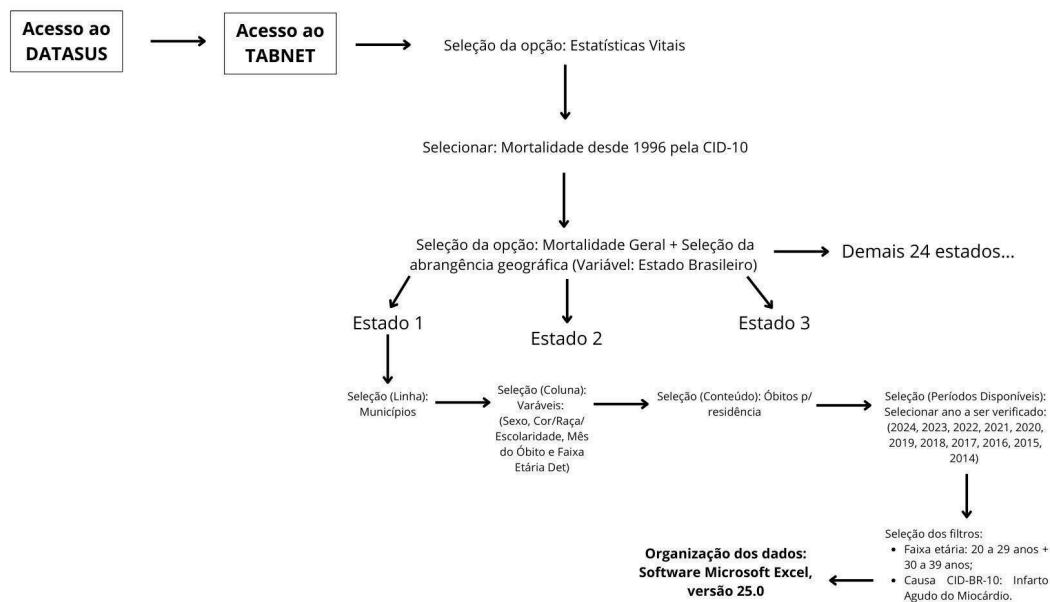 Acesso ao
DATASUS
Acesso ao
TABNET
Seleção da opção: Estatísticas Vitais
Selecionar: Mortalidade desde 1996 pela CID-10
Seleção da opção: Mortalidade Geral + Seleção da
abrangência geográfica (Variável: Estado Brasileiro)
Demais 24 estados...
Estado 1
Estado 2
Estado 3
Seleção (Linha):
Municípios
Seleção (Coluna):
Varáveis:
(Sexo, Cor/Raça/
Escolaridade, Mês
do Óbito e Faixa
Etária Det)
Seleção (Conteúdo): Óbitos p/
residência
Seleção (Períodos Disponíveis):
Selecionar ano a ser verificado:
(2024, 2023, 2022, 2021, 2020,
2019, 2018, 2017, 2016, 2015,
2014)
Seleção dos filtros:
• Faixa etária: 20 a 29 anos +
30 a 39 anos;
• Causa CID-BR-10: Infarto
Agudo do Miocárdio.
Organização dos dados:
Software Microsoft Excel,
versão 25.0